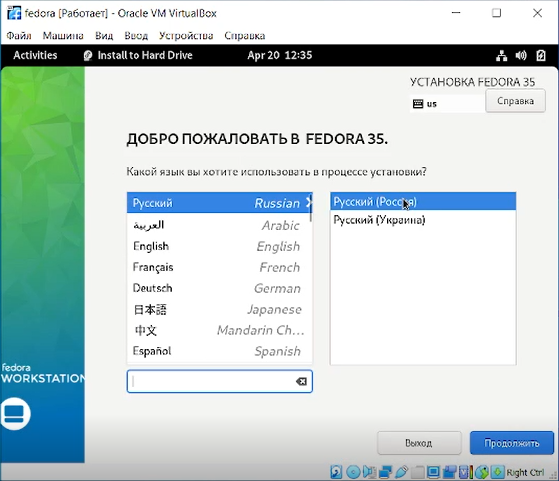 fedora [Работает] - Oracle VM VirtualBox
Файл Машина Вид Ввод Устройства Справка
Activities Install to Hard Drive Apr 20 12:35
УСТАНОВКА FEDORA 35
us Справка
ДОБРО ПОЖАЛОВАТЬ В FEDORA 35.
Какой язык вы хотите использовать в процессе установки?
Русский Russian
العربية Arabic
English English
Français French
Deutsch German
日本語 Japanese
中文 Mandarin Ch...
Español Spanish
Русский (Россия)
Русский (Украина)
fedora
WORKSTATION
Выход Продолжить
Right Ctrl